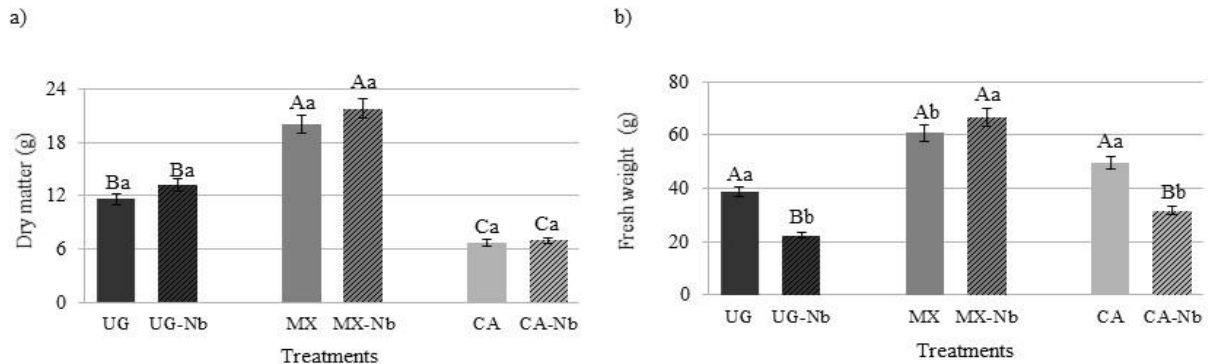 a)
Dry matter (g)
24
18
12
6
0
Ba
Ba
Aa
Aa
Ca
Ca
UG UG-Nb MX MX-Nb CA CA-Nb
Treatments
b)
Fresh weight (g)
80
60
40
20
0
Aa
Bb
Ab
Aa
Aa
Bb
UG UG-Nb MX MX-Nb CA CA-Nb
Treatments